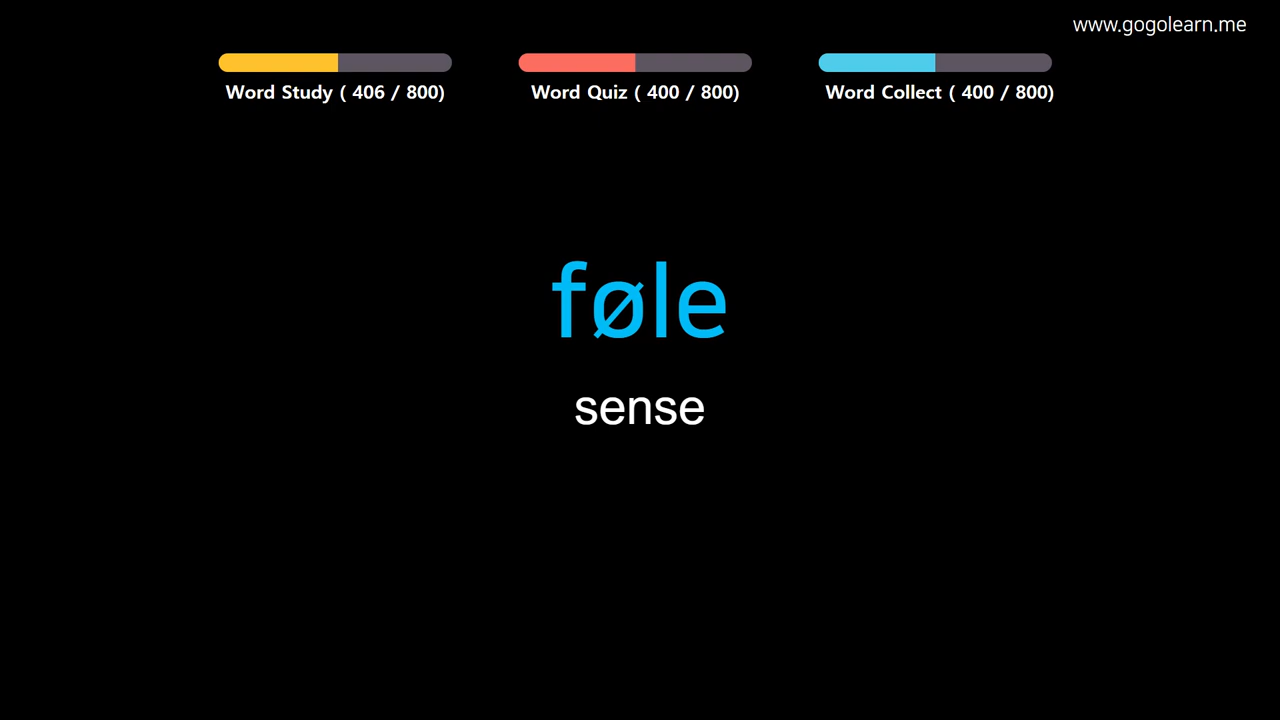 www.gogolearn.me
Word Study ( 406 / 800)
Word Quiz ( 400 / 800)
Word Collect ( 400 / 800)
føle
sense